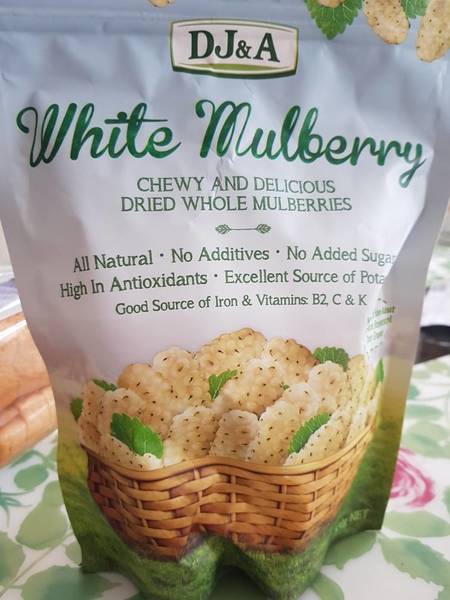 DJ&A
White Mulberry
CHEWY AND DELICIOUS
DRIED WHOLE MULBERRIES
All Natural · No Additives · No Added Sugar
High In Antioxidants · Excellent Source of
Good Source of Iron & Vitamins: B2, C & K
NET